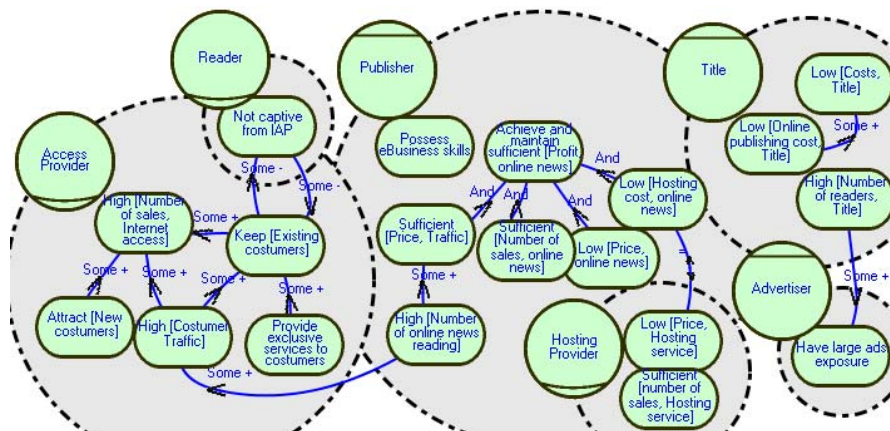 Reader
Publisher
Title
Low [Costs,
Title]
Not captive
from IAP
Possess
eBusiness skills
Achieve and
maintain
sufficient [Profit,
online news]
Low [Online
publishing cost,
Title]
Some +
Access
Provider
Some -
Some -
And
And
And
And
Low [Hosting
cost, online
news]
High [Number
of readers,
Title]
High [Number
of sales,
Internet
access]
Some +
Keep [Existing
costumers]
Sufficient
[Price, Traffic]
Sufficient
[Number of
sales, online
news]
Low [Price,
online news]
Some +
Some +
Some +
Some +
Some +
=
Advertiser
Some +
Attract [New
costumers]
High [Costumer
Traffic]
Provide
exclusive
services to
costumers
High [Number
of online news
reading]
Hosting
Provider
Low [Price,
Hosting
service]
Have large ads
exposure
Some +
Sufficient
[number of
sales, Hosting
service]